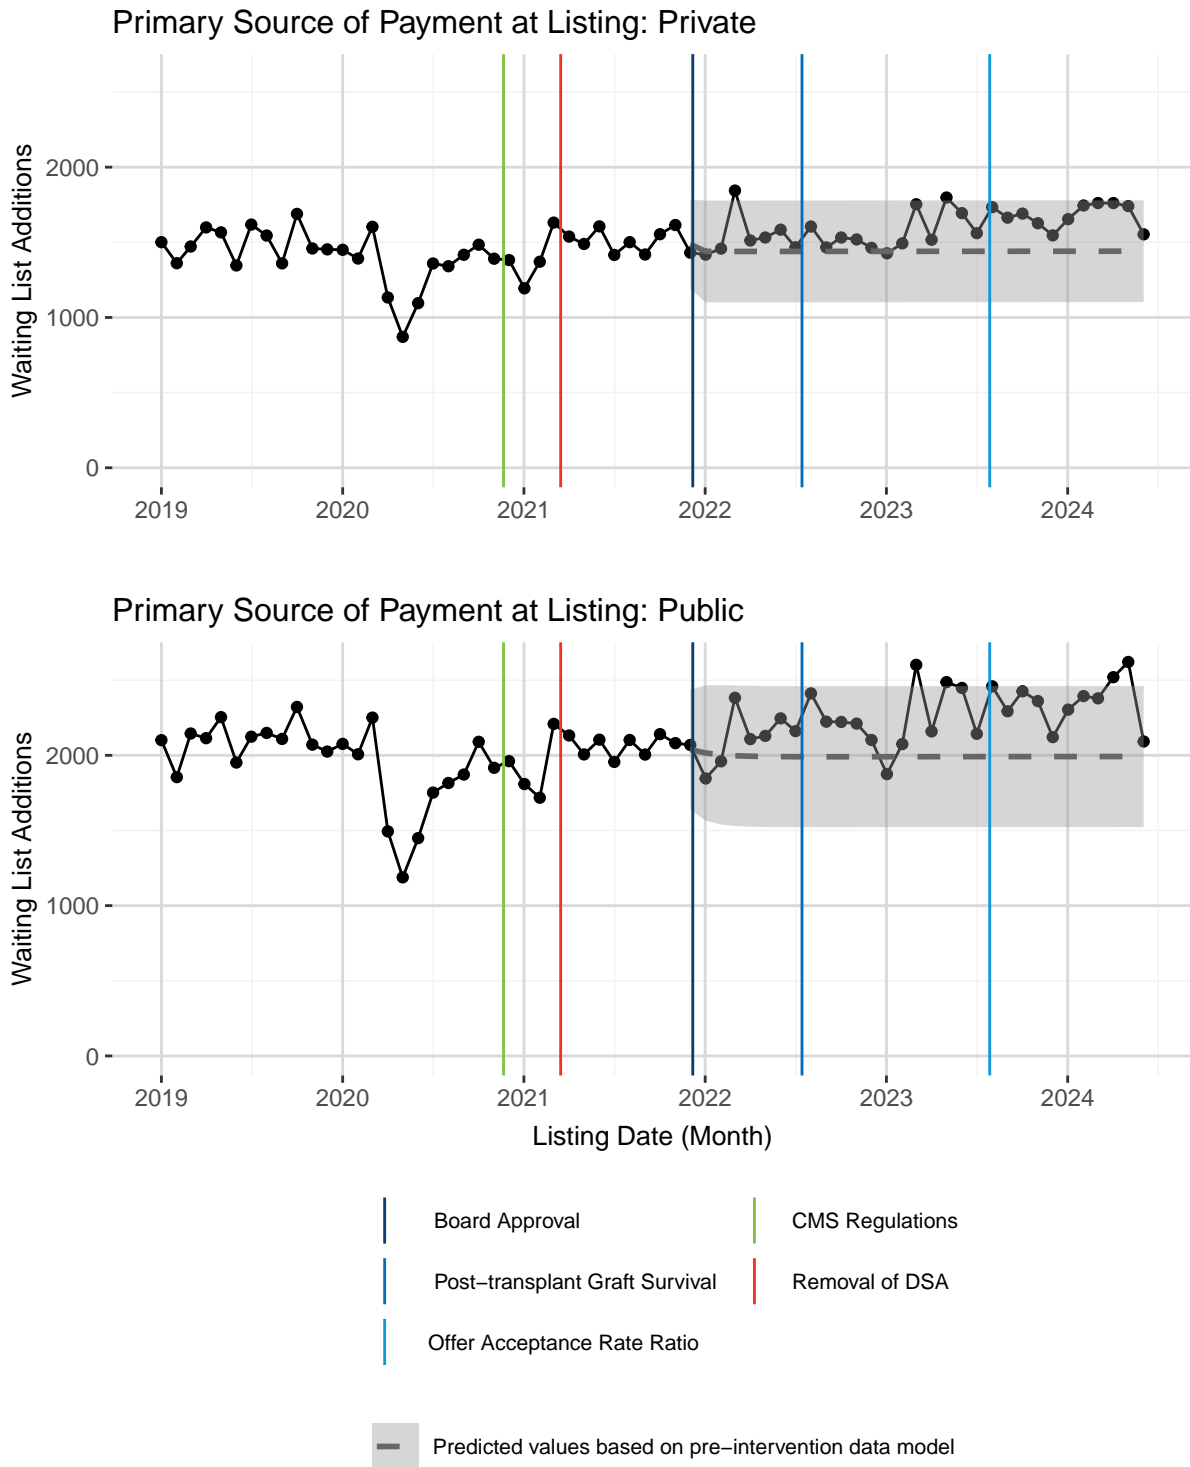 Primary Source of Payment at Listing: Private
Waiting List Additions
2000
1000
0
2019 2020 2021 2022 2023 2024
Primary Source of Payment at Listing: Public
Waiting List Additions
2000
1000
0
2019 2020 2021 2022 2023 2024
Listing Date (Month)
Board Approval CMS Regulations
Post−transplant Graft Survival Removal of DSA
Offer Acceptance Rate Ratio
Predicted values based on pre−intervention data model